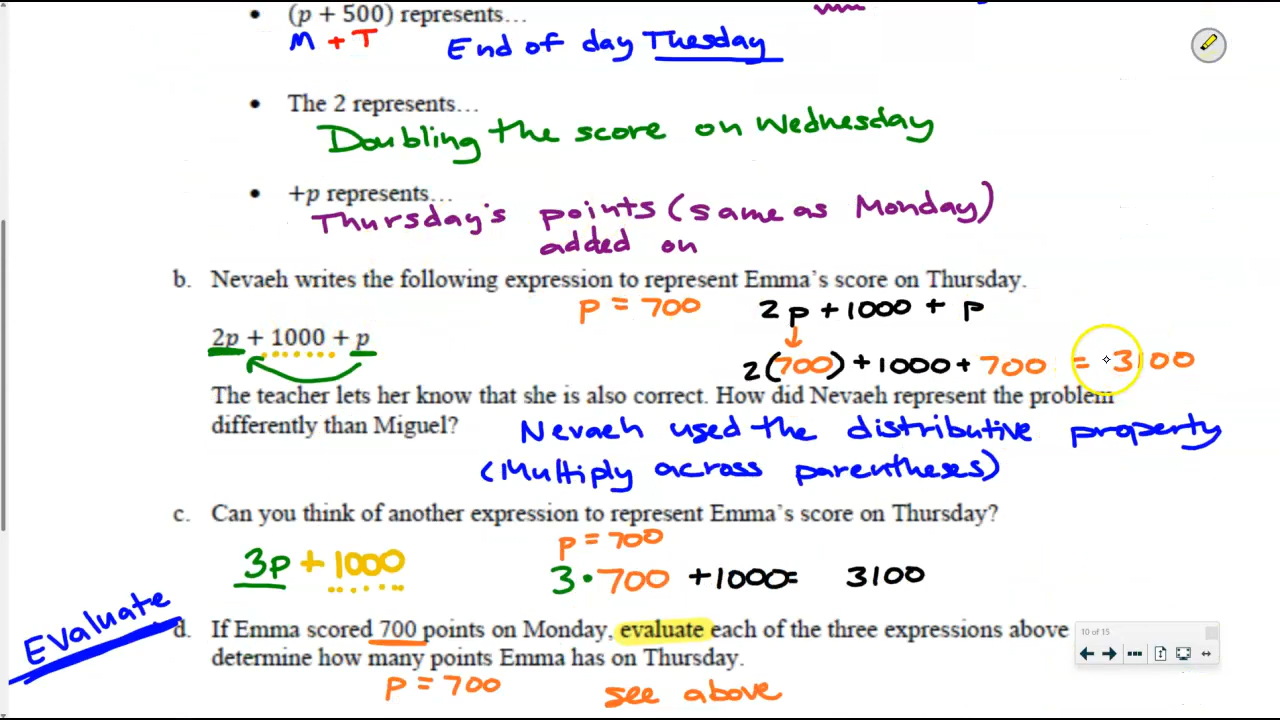 • (p + 500) represents…
M + T End of day Tuesday
• The 2 represents…
Doubling the score on Wednesday
• +p represents…
Thursday's points (same as Monday)
added on
b. Nevaeh writes the following expression to represent Emma's score on Thursday.
p = 700 2p + 1000 + p
2p + 1000 + p
2(700) + 1000 + 700 = 3100
The teacher lets her know that she is also correct. How did Nevaeh represent the problem
differently than Miguel? Nevaeh used the distributive property
(Multiply across parentheses)
c. Can you think of another expression to represent Emma's score on Thursday?
p = 700
3p + 1000 3 • 700 + 1000 = 3100
Evaluate
d. If Emma scored 700 points on Monday, evaluate each of the three expressions above
10 of 15
determine how many points Emma has on Thursday.
p = 700 see above